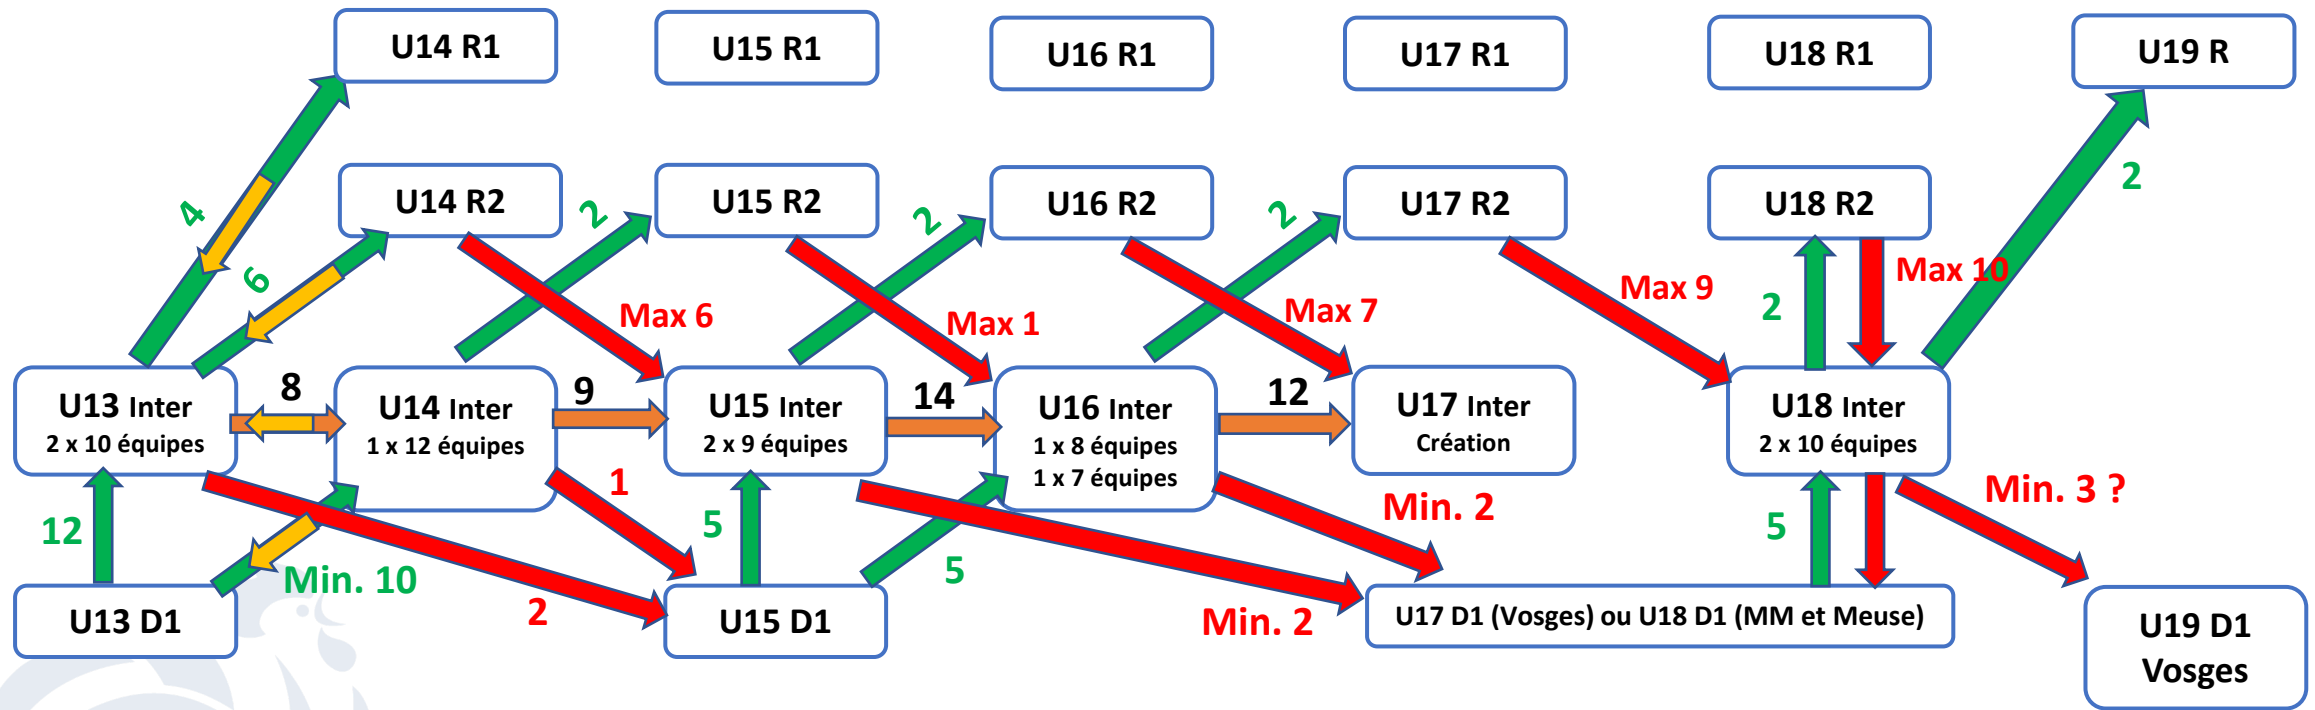 U14 R1
U15 R1
U16 R1
U17 R1
U18 R1
U19 R
4
6
U14 R2
2
U15 R2
2
U16 R2
2
U17 R2
U18 R2
2
Max 6
Max 1
Max 7
Max 9
2
Max 10
U13 Inter
2 x 10 équipes
8
U14 Inter
1 x 12 équipes
9
U15 Inter
2 x 9 équipes
14
U16 Inter
1 x 8 équipes
1 x 7 équipes
12
U17 Inter
Création
U18 Inter
2 x 10 équipes
12
Min. 10
2
1
5
5
Min. 2
Min. 2
5
Min. 3 ?
U13 D1
U15 D1
U17 D1 (Vosges) ou U18 D1 (MM et Meuse)
U19 D1
Vosges